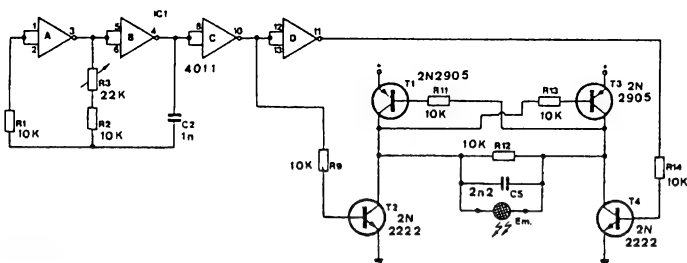 IC1
1
2
A
3
5
6
B
4
8
C
10
12
13
D
11
4011
R3
22K
R1
10K
R2
10K
C2
1n
T1 2N2905
R11
10K
R13
10K
T3 2N
2905
10K R12
10K R9
2n2 C5
Em.
R14
10K
T2
2N
2222
T4
2N
2222